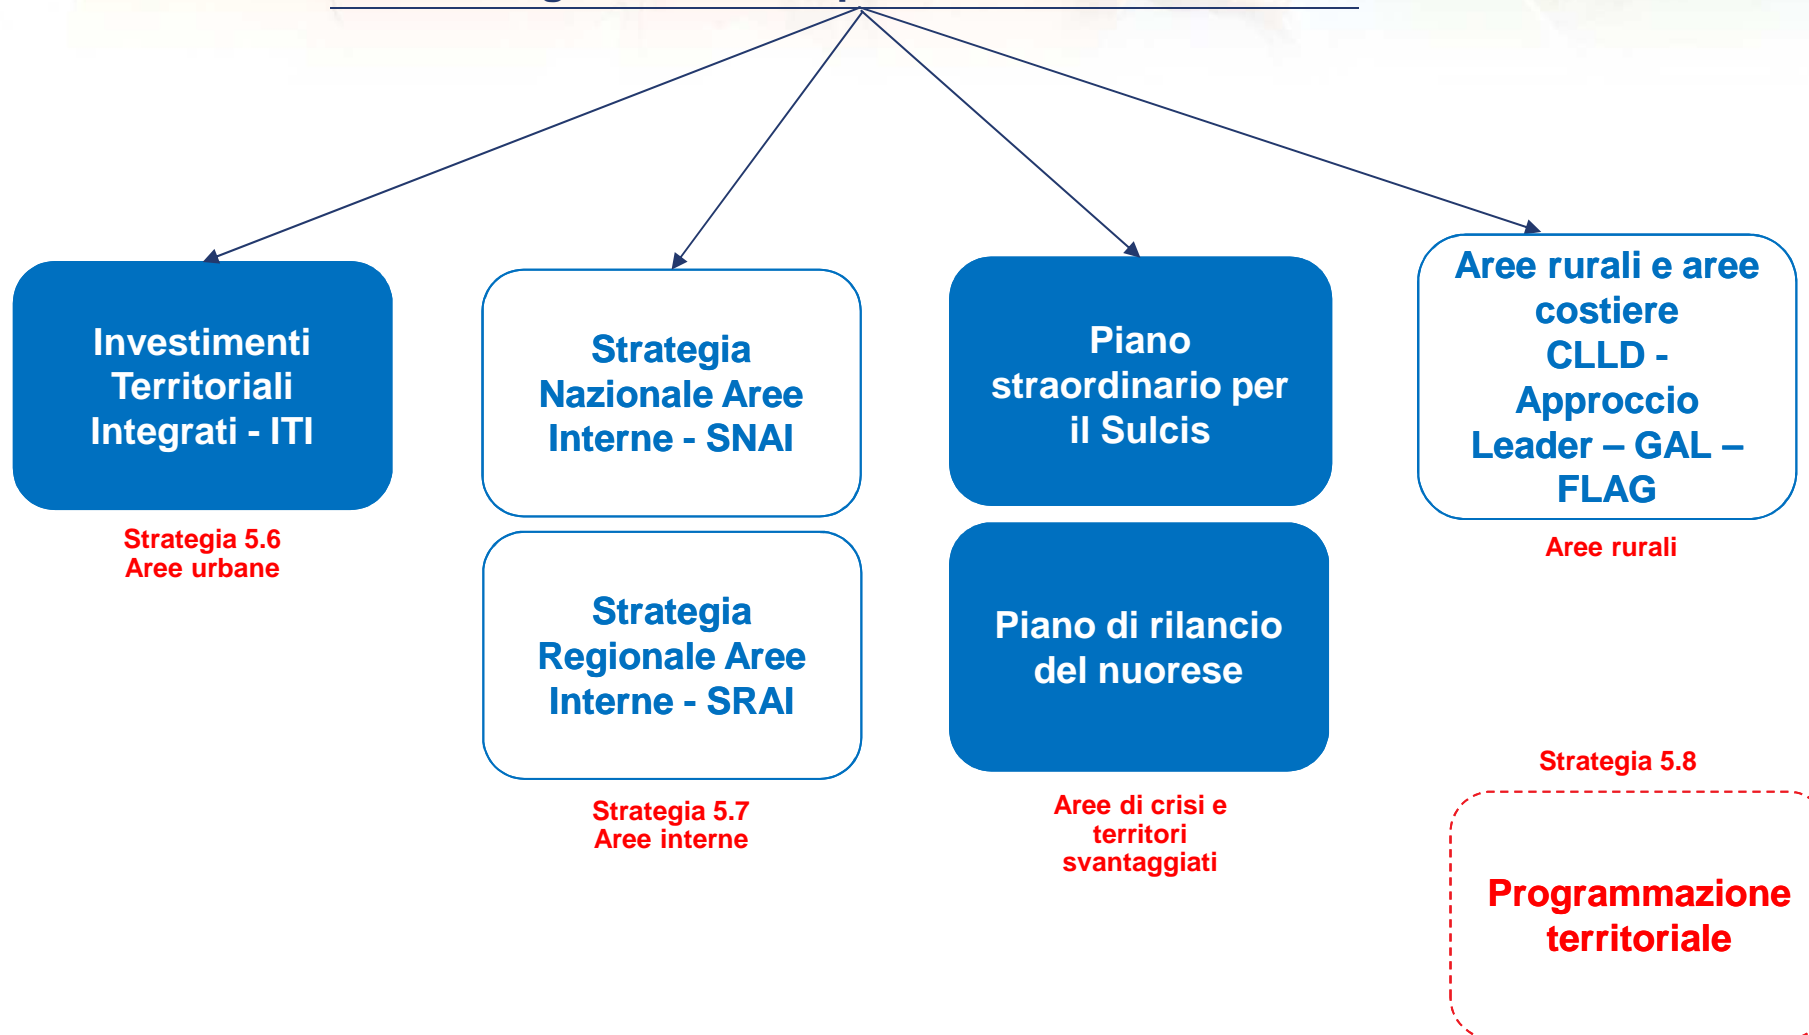 Investimenti
Territoriali
Integrati - ITI
Strategia 5.6
Aree urbane
Strategia
Nazionale Aree
Interne - SNAI
Strategia
Regionale Aree
Interne - SRAI
Strategia 5.7
Aree interne
Piano
straordinario per
il Sulcis
Piano di rilancio
del nuorese
Aree di crisi e
territori
svantaggiati
Aree rurali e aree
costiere
CLLD -
Approccio
Leader – GAL –
FLAG
Aree rurali
Strategia 5.8
Programmazione
territoriale